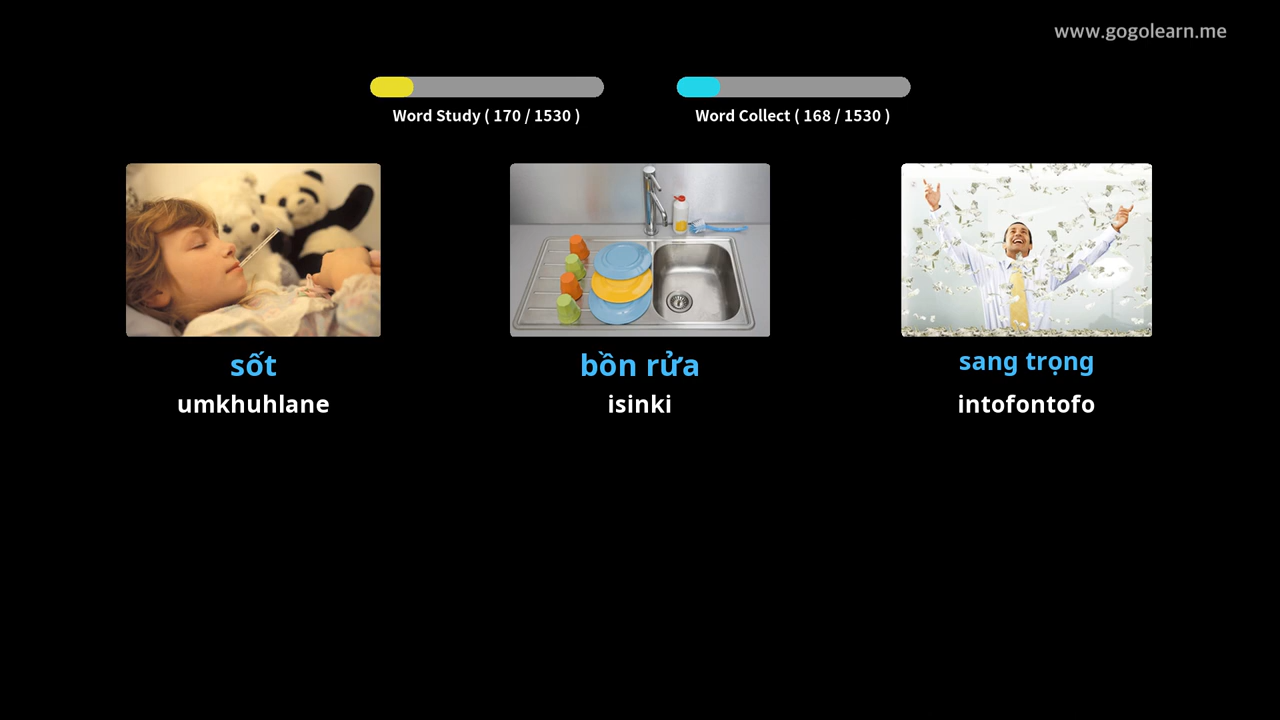 www.gogolearn.me
Word Study ( 170 / 1530 )
Word Collect ( 168 / 1530 )
sốt
umkhuhlane
bồn rửa
isinki
sang trọng
intofontofo